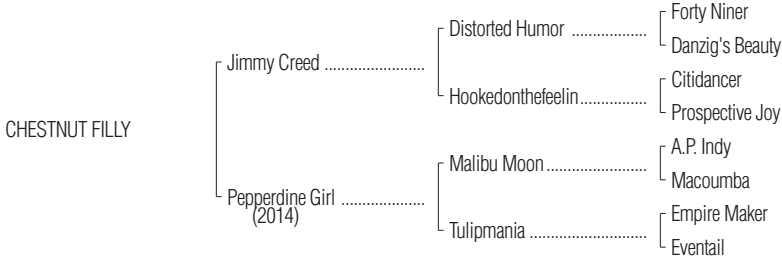 Forty Niner
Distorted Humor ...................
Danzig's Beauty
Jimmy Creed .........................
Citidancer
Hookedonthefeelin.................
Prospective Joy
CHESTNUT FILLY
A.P. Indy
Malibu Moon.........................
Macoumba
Pepperdine Girl .....................
(2014)
Empire Maker
Tulipmania .............................
Eventail